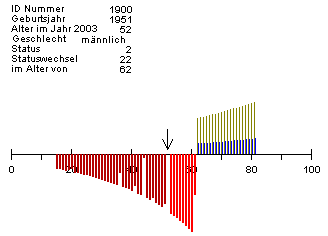 ID Nummer 1900
Geburtsjahr 1951
Alter im Jahr 2003 52
Geschlecht männlich
Status 2
Statuswechsel 22
im Alter von 62
0 20 40 60 80 100